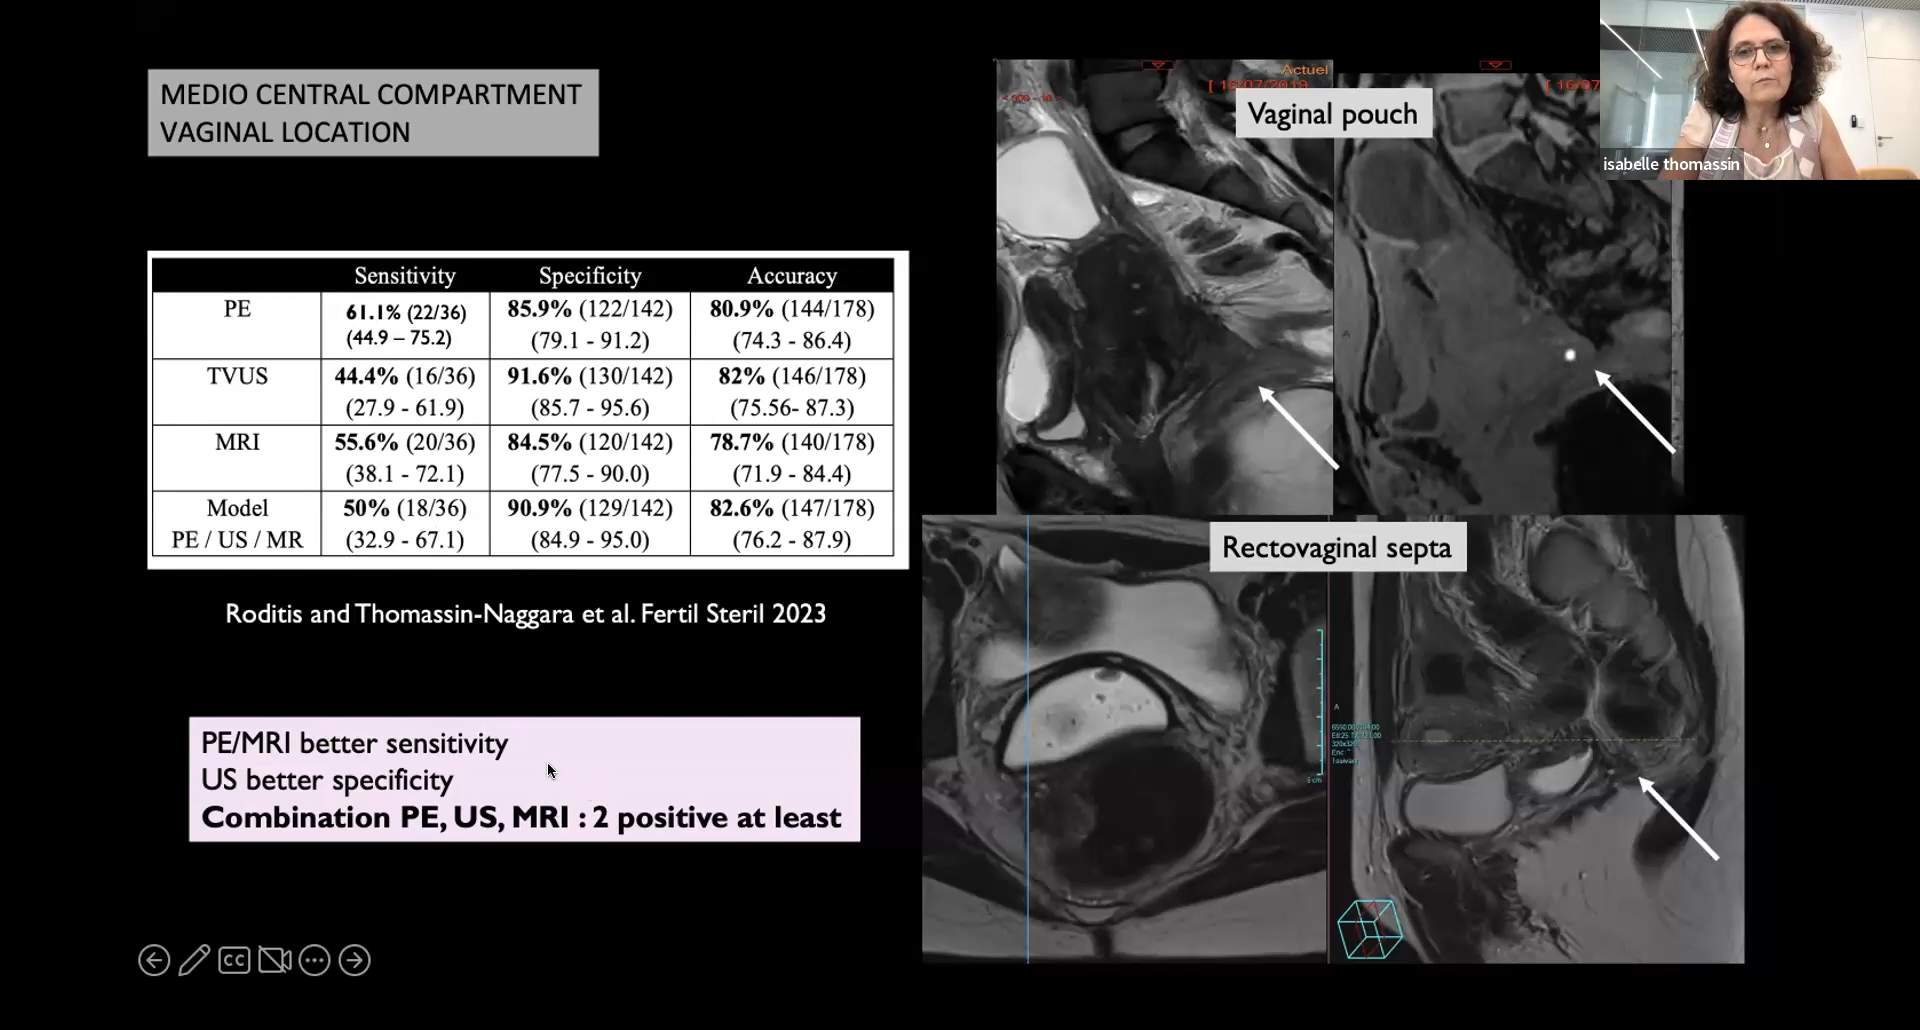 MEDIO CENTRAL COMPARTMENT
VAGINAL LOCATION
Sensitivity Specificity Accuracy
PE 61.1% (22/36) 85.9% (122/142) 80.9% (144/178)
(44.9 – 75.2) (79.1 - 91.2) (74.3 - 86.4)
TVUS 44.4% (16/36) 91.6% (130/142) 82% (146/178)
(27.9 - 61.9) (85.7 - 95.6) (75.56- 87.3)
MRI 55.6% (20/36) 84.5% (120/142) 78.7% (140/178)
(38.1 - 72.1) (77.5 - 90.0) (71.9 - 84.4)
Model 50% (18/36) 90.9% (129/142) 82.6% (147/178)
PE / US / MR (32.9 - 67.1) (84.9 - 95.0) (76.2 - 87.9)
Roditis and Thomassin-Naggara et al. Fertil Steril 2023
PE/MRI better sensitivity
US better specificity
Combination PE, US, MRI : 2 positive at least
CC
Actuel
Vaginal pouch
isabelle thomassin
Rectovaginal septa
A
5 cm